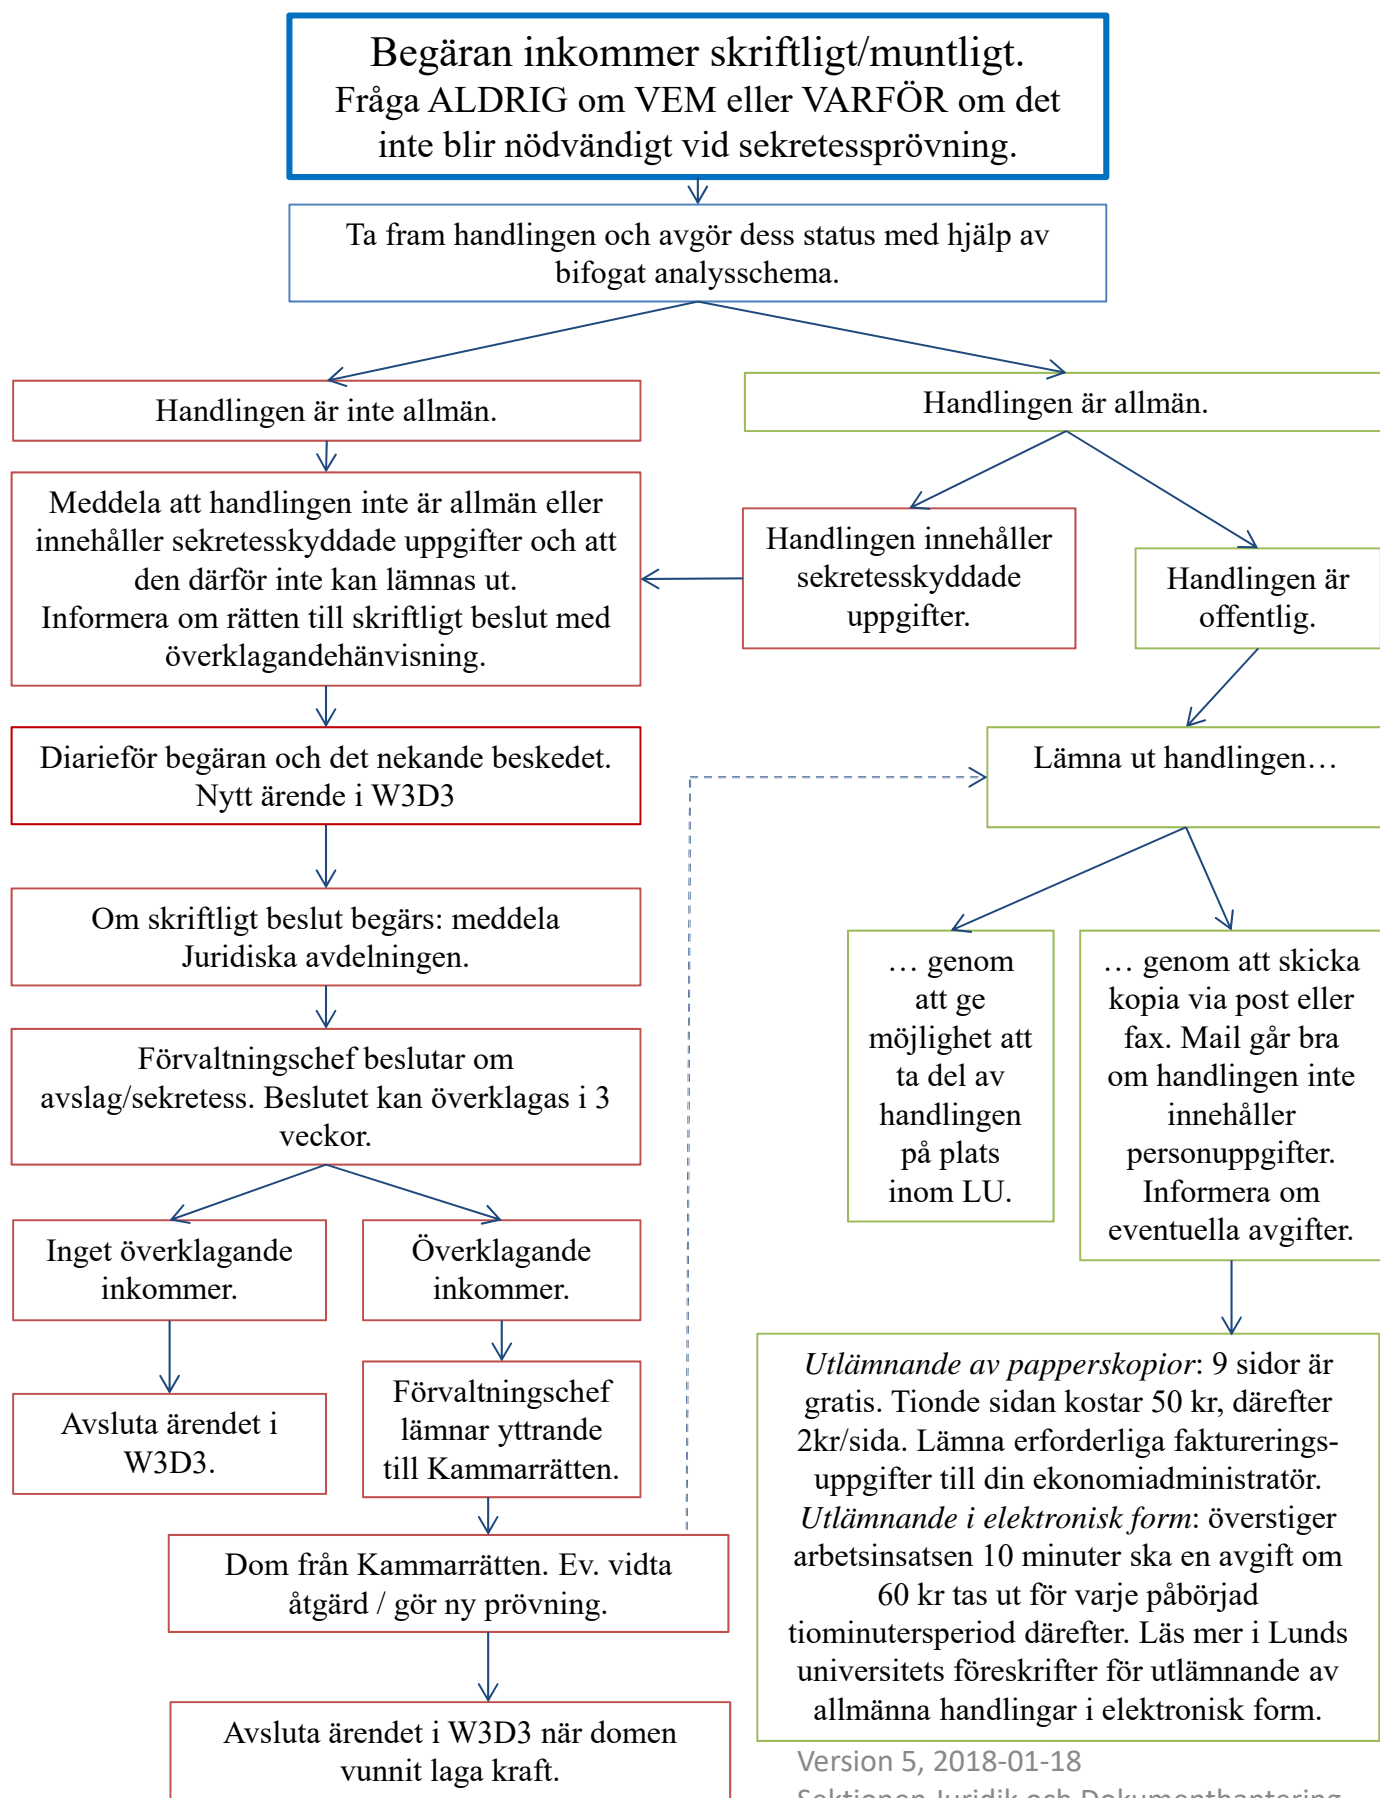 Begäran inkommer skriftligt/muntligt.
Fråga ALDRIG om VEM eller VARFÖR om det
inte blir nödvändigt vid sekretessprövning.
Ta fram handlingen och avgör dess status med hjälp av
bifogat analysschema.
Handlingen är inte allmän.
Handlingen är allmän.
Meddela att handlingen inte är allmän eller
innehåller sekretesskyddade uppgifter och att
den därför inte kan lämnas ut.
Informera om rätten till skriftligt beslut med
överklagandehänvisning.
Handlingen innehåller
sekretesskyddade
uppgifter.
Handlingen är
offentlig.
Diarieför begäran och det nekande beskedet.
Nytt ärende i W3D3
Lämna ut handlingen…
Om skriftligt beslut begärs: meddela
Juridiska avdelningen.
… genom
att ge
möjlighet att
ta del av
handlingen
på plats
inom LU.
… genom att skicka
kopia via post eller
fax. Mail går bra
om handlingen inte
innehåller
personuppgifter.
Informera om
eventuella avgifter.
Förvaltningschef beslutar om
avslag/sekretess. Beslutet kan överklagas i 3
veckor.
Inget överklagande
inkommer.
Överklagande
inkommer.
Avsluta ärendet i
W3D3.
Förvaltningschef
lämnar yttrande
till Kammarrätten.
Utlämnande av papperskopior: 9 sidor är
gratis. Tionde sidan kostar 50 kr, därefter
2kr/sida. Lämna erforderliga fakturerings-
uppgifter till din ekonomiadministratör.
Utlämnande i elektronisk form: överstiger
arbetsinsatsen 10 minuter ska en avgift om
60 kr tas ut för varje påbörjad
tiominutersperiod därefter. Läs mer i Lunds
universitets föreskrifter för utlämnande av
allmänna handlingar i elektronisk form.
Dom från Kammarrätten. Ev. vidta
åtgärd / gör ny prövning.
Avsluta ärendet i W3D3 när domen
vunnit laga kraft.
Version 5, 2018-01-18
Sektionen Juridik och Dokumenthantering